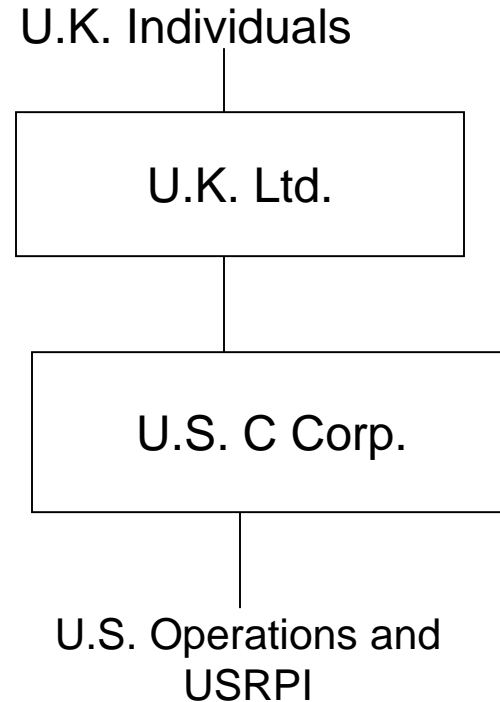 U.K. Individuals
U.K. Ltd.
U.S. C Corp.
U.S. Operations and
USRPI